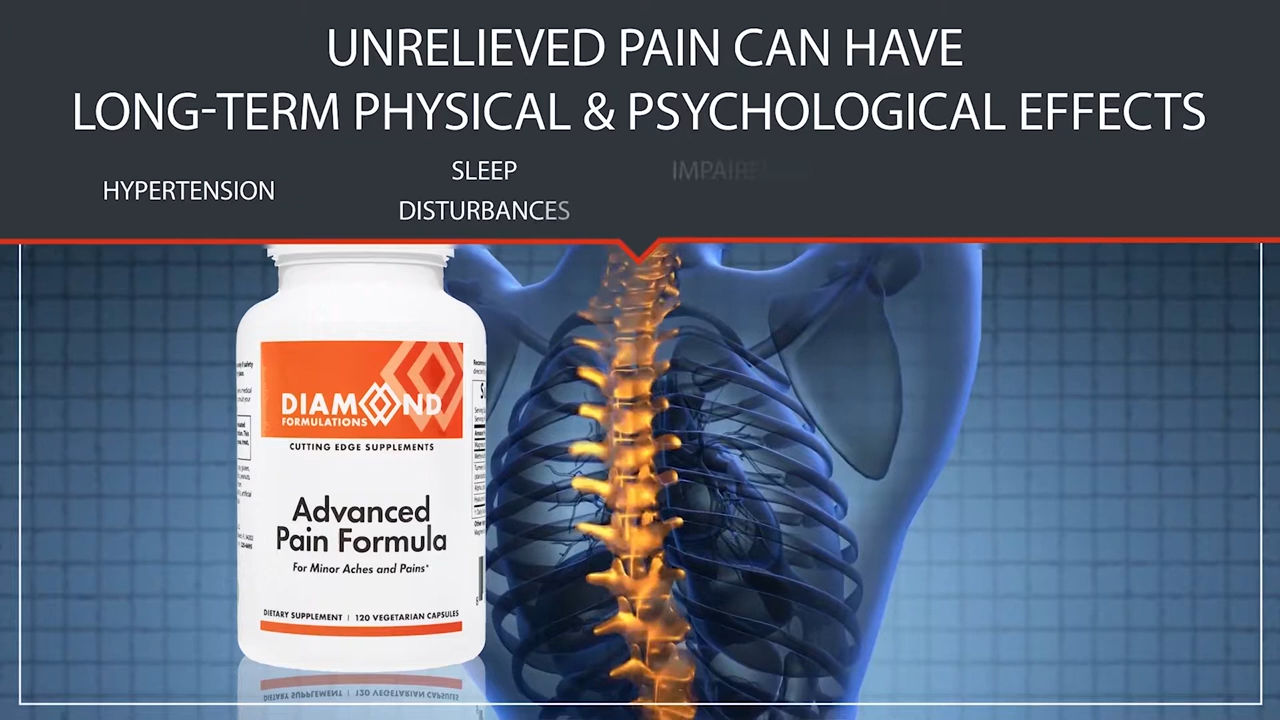 UNRELIEVED PAIN CAN HAVE
LONG-TERM PHYSICAL & PSYCHOLOGICAL EFFECTS
HYPERTENSION
SLEEP
DISTURBANCES
DIAMOND
FORMULATIONS
CUTTING EDGE SUPPLEMENTS
Advanced
Pain Formula
For Minor Aches and Pains*
DIETARY SUPPLEMENT | 120 VEGETARIAN CAPSULES